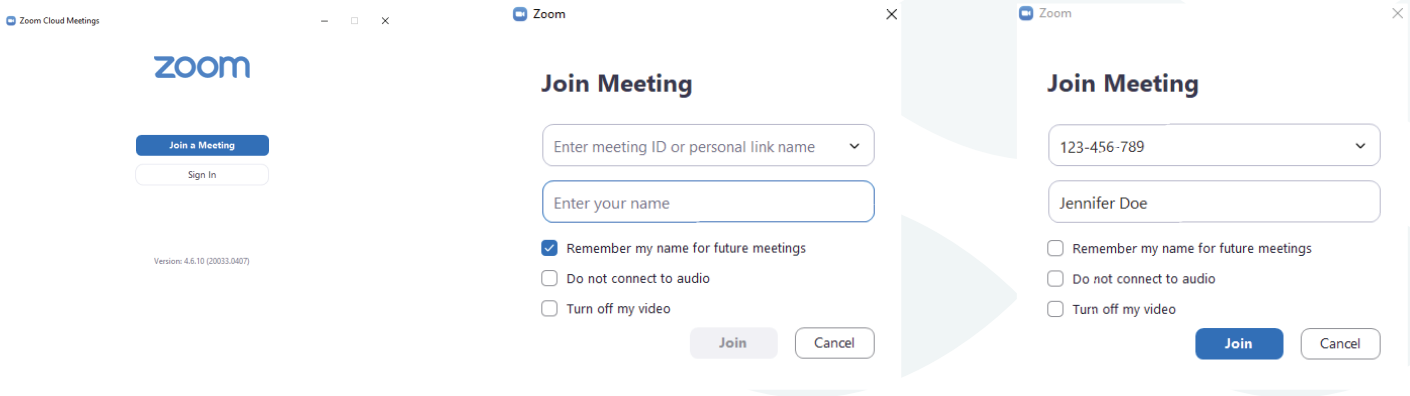 Zoom Cloud Meetings
zoom
Join a Meeting
Sign In
Version: 4.6.10 (20033.0407)
Zoom
Join Meeting
Enter meeting ID or personal link name
Enter your name
Remember my name for future meetings
Do not connect to audio
Turn off my video
Join Cancel
Zoom
Join Meeting
123-456-789
Jennifer Doe
Remember my name for future meetings
Do not connect to audio
Turn off my video
Join Cancel